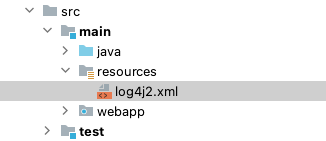 src
main
java
resources
log4j2.xml
webapp
test